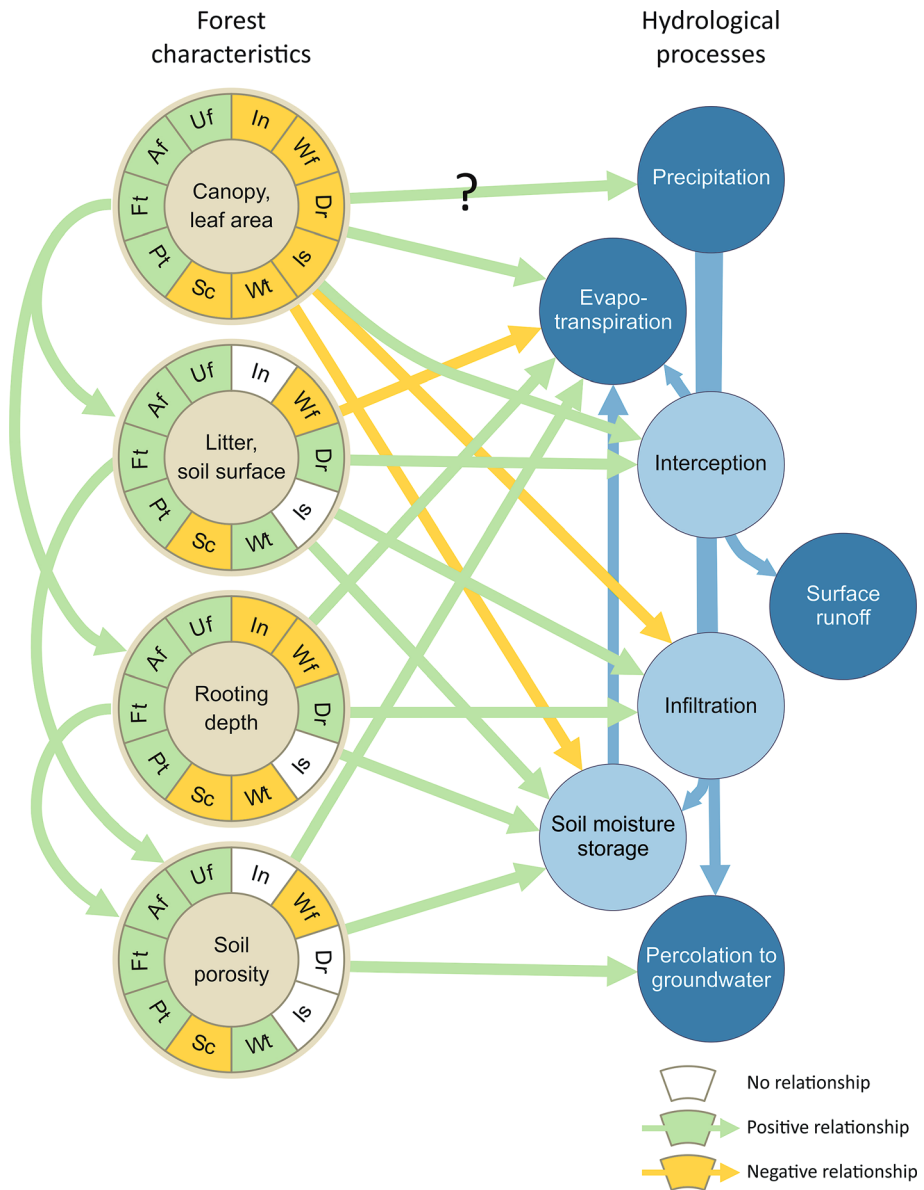 Forest
characteristics
Hydrological
processes
Uf
In
Wf
Dr
Is
Wt
Sc
Pt
Ft
Af
Canopy,
leaf area
?
Precipitation
Evapo-
transpiration
Uf
In
Wf
Dr
Is
Wt
Sc
Pt
Ft
Af
Litter,
soil surface
Interception
Surface
runoff
Uf
In
Wf
Dr
Is
Wt
Sc
Pt
Ft
Af
Rooting
depth
Infiltration
Soil moisture
storage
Uf
In
Wf
Dr
Is
Wt
Sc
Pt
Ft
Af
Soil
porosity
Percolation to
groundwater
No relationship
Positive relationship
Negative relationship